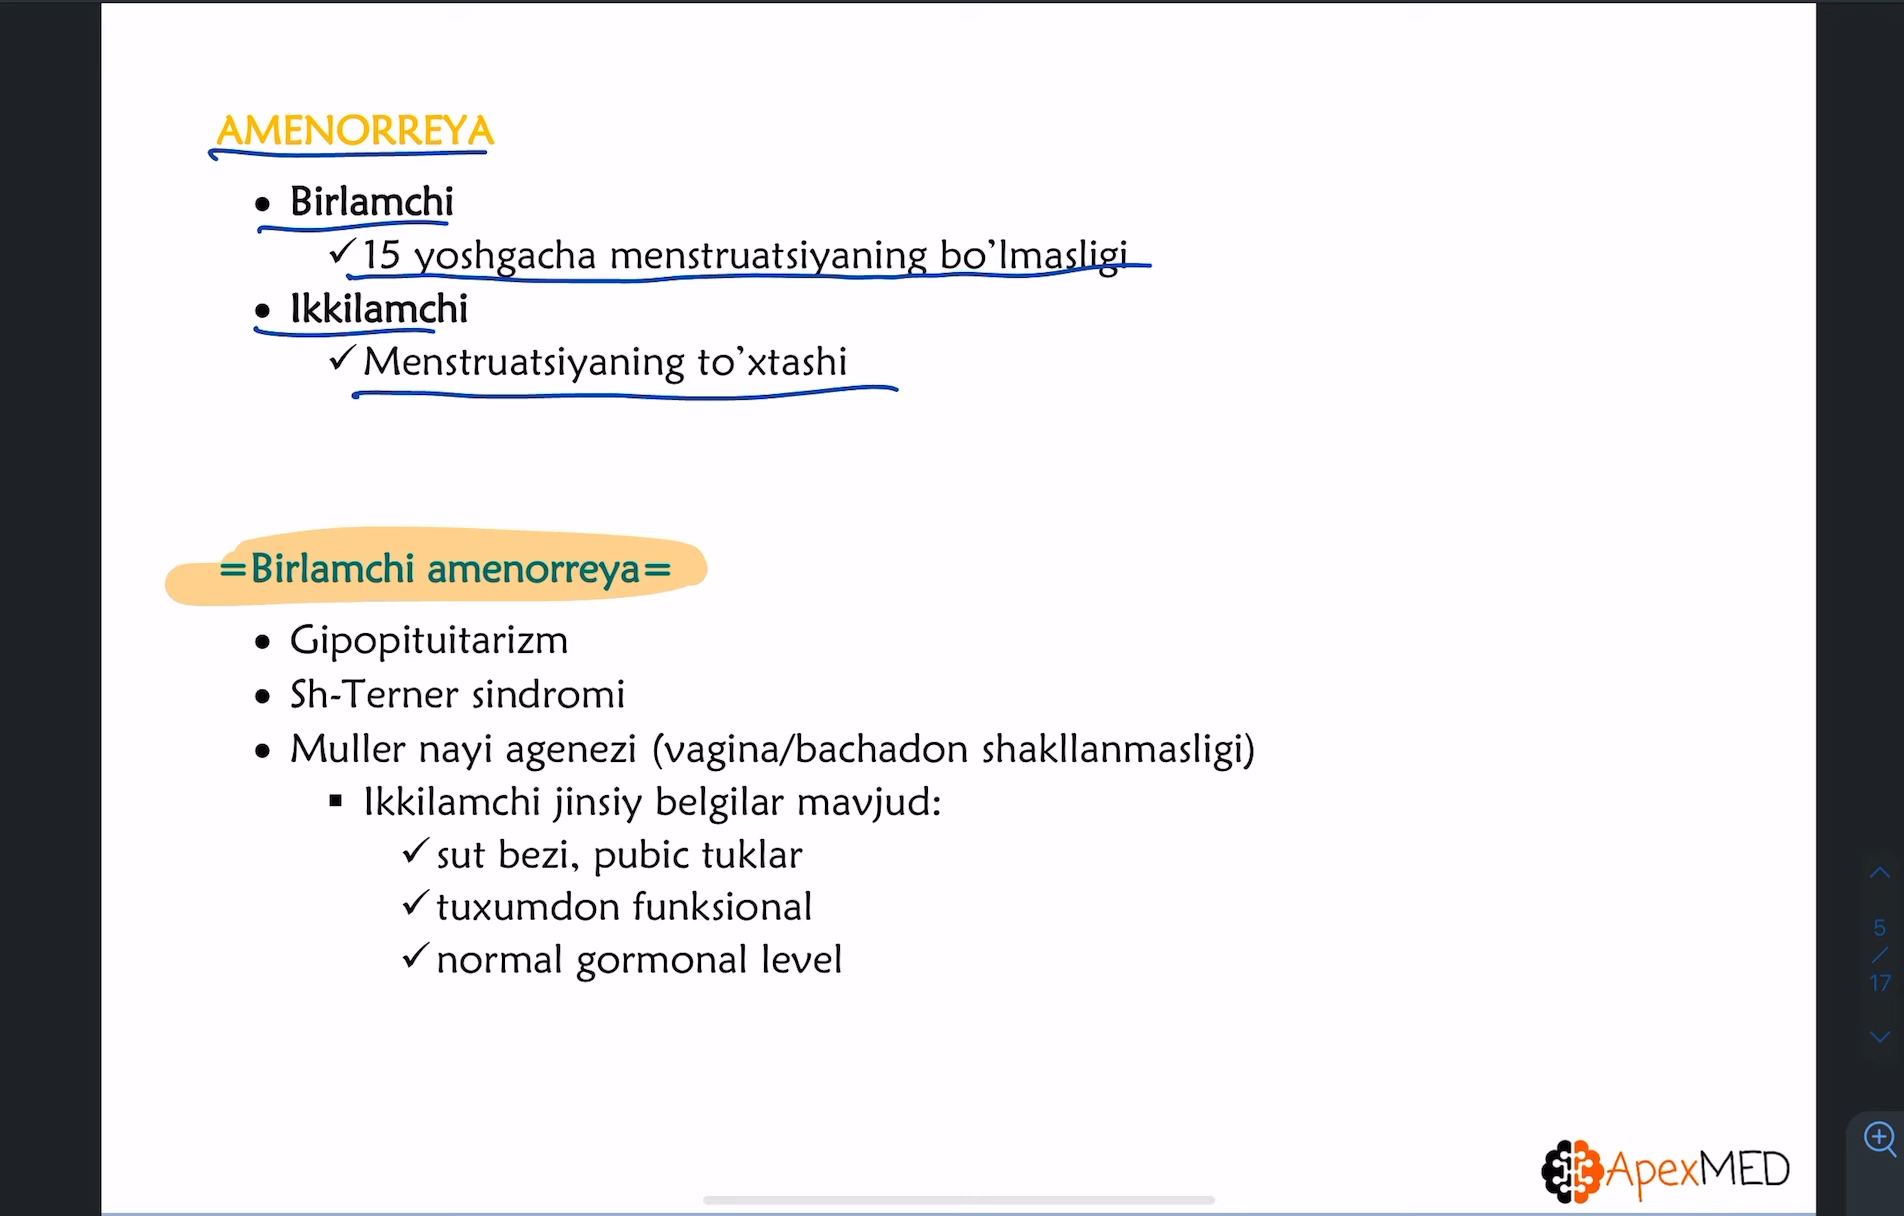 AMENORREYA
• Birlamchi
✓ 15 yoshgacha menstruatsiyaning bo’lmasligi
• Ikkilamchi
✓ Menstruatsiyaning to’xtashi
=Birlamchi amenorreya=
• Gipopituitarizm
• Sh-Terner sindromi
• Muller nayi agenezi (vagina/bachadon shakllanmasligi)
▪ Ikkilamchi jinsiy belgilar mavjud:
✓ sut bezi, pubic tuklar
✓ tuxumdon funksional
✓ normal gormonal level
5
/
17
ApexMED